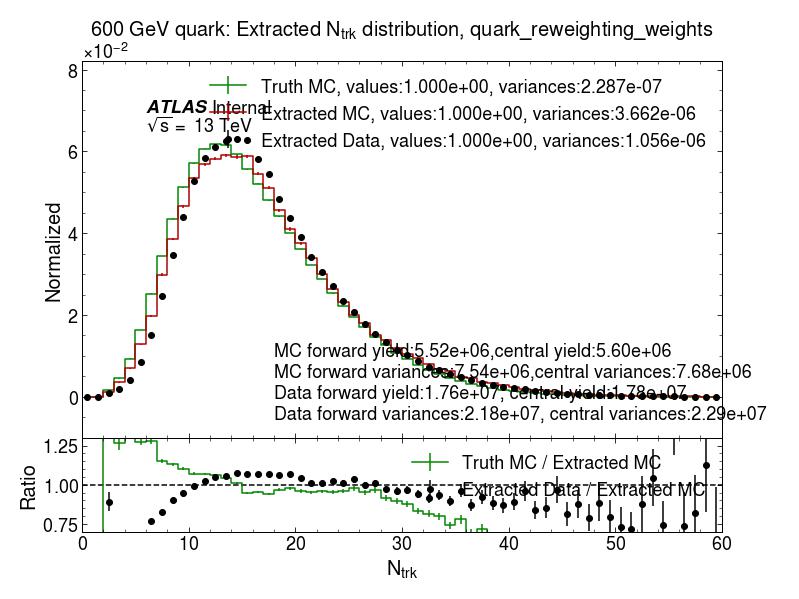 600 GeV quark: Extracted Ntrk distribution, quark_reweighting_weights
×10−2
8
Truth MC, values:1.000e+00, variances:2.287e-07
ATLAS Internal
Extracted MC, values:1.000e+00, variances:3.662e-06
√s = 13 TeV
Extracted Data, values:1.000e+00, variances:1.056e-06
6
Normalized
4
2
MC forward yield:5.52e+06,central yield:5.60e+06
MC forward variances:7.54e+06,central variances:7.68e+06
Data forward yield:1.76e+07, central yield:1.78e+07
0
Data forward variances:2.18e+07, central variances:2.29e+07
1.25
Truth MC / Extracted MC
Ratio
1.00
Extracted Data / Extracted MC
0.75
0 10 20 30 40 50 60
Ntrk